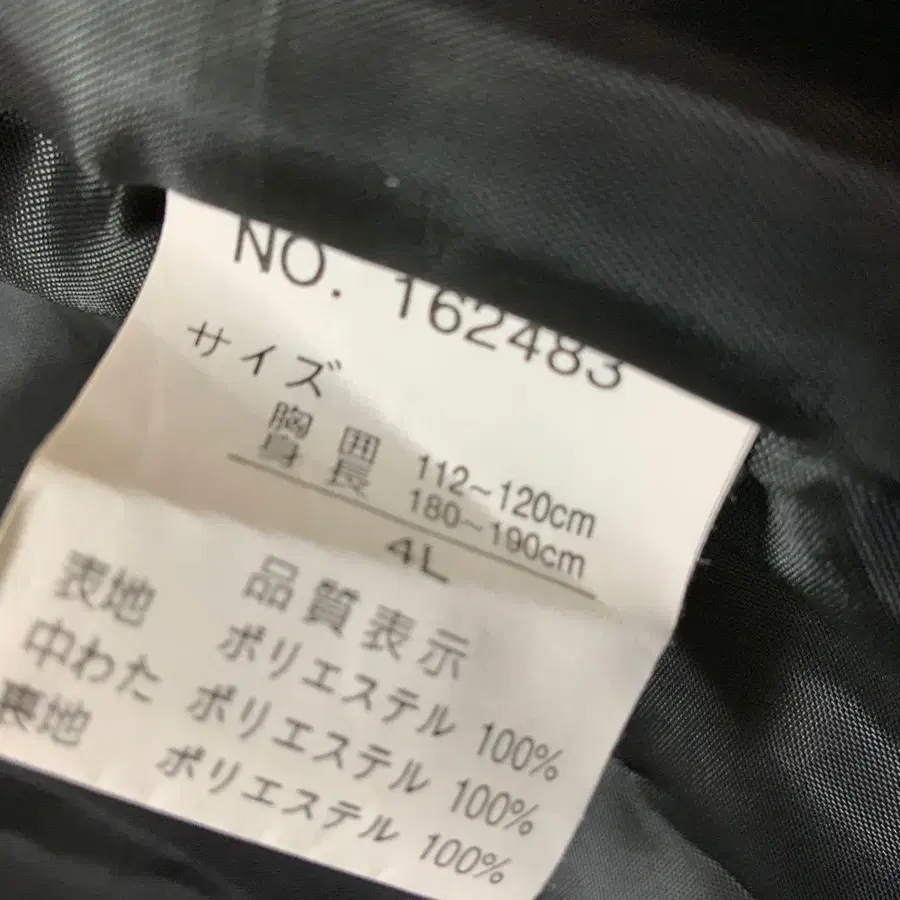 NO. 162483
サイズ
胸囲 112~120cm
身長 180~190cm
4L
品質表示
表地 ポリエステル 100%
中わた ポリエステル 100%
裏地 ポリエステル 100%